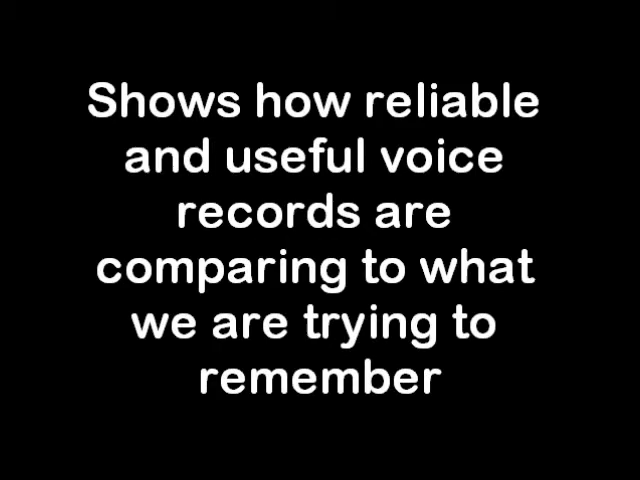 Shows how reliable
and useful voice
records are
comparing to what
we are trying to
remember